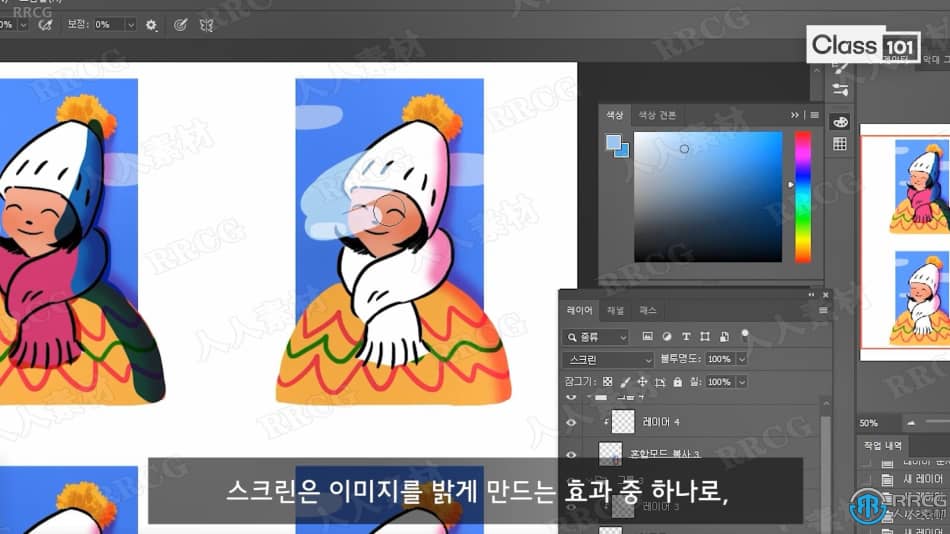 0%
보정: 0%
RRCG
Class 101
색상
색상 견본
레이어
채널
패스
종류
스크린
불투명도: 100%
잠그기:
칠: 100%
레이어 4
혼합모드 복사 3
레이어 3
50%
작업 내역
새 레이어
스크린은 이미지를 밝게 만드는 효과 중 하나로,
RRCG
人人素材